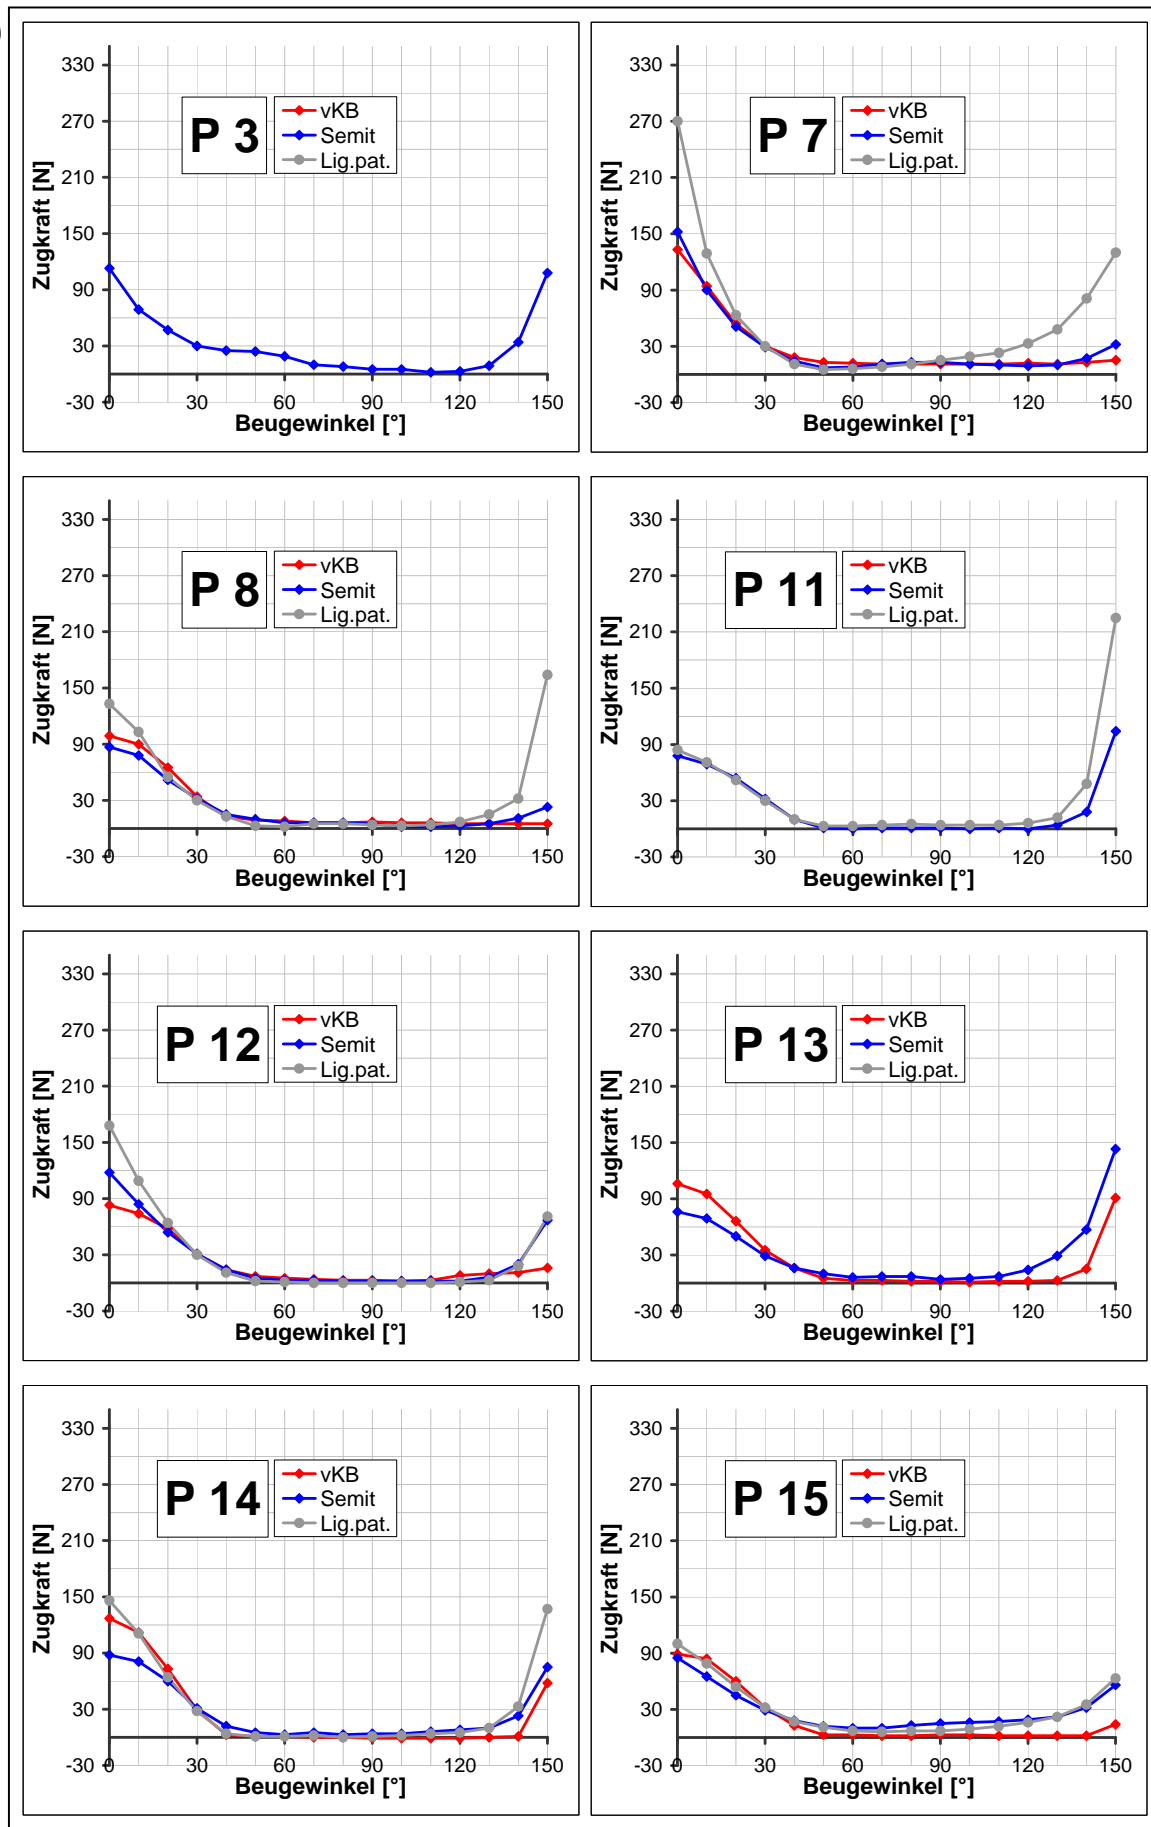 )
330
270
210
150
90
30
-30
Zugkraft [N]
P 3
vKB
Semit
Lig.pat.
0 30 60 90 120 150
Beugewinkel [°]
330
270
210
150
90
30
-30
Zugkraft [N]
P 7
vKB
Semit
Lig.pat.
0 30 60 90 120 150
Beugewinkel [°]
330
270
210
150
90
30
-30
Zugkraft [N]
P 8
vKB
Semit
Lig.pat.
0 30 60 90 120 150
Beugewinkel [°]
330
270
210
150
90
30
-30
Zugkraft [N]
P 11
vKB
Semit
Lig.pat.
0 30 60 90 120 150
Beugewinkel [°]
330
270
210
150
90
30
-30
Zugkraft [N]
P 12
vKB
Semit
Lig.pat.
0 30 60 90 120 150
Beugewinkel [°]
330
270
210
150
90
30
-30
Zugkraft [N]
P 13
vKB
Semit
Lig.pat.
0 30 60 90 120 150
Beugewinkel [°]
330
270
210
150
90
30
-30
Zugkraft [N]
P 14
vKB
Semit
Lig.pat.
0 30 60 90 120 150
Beugewinkel [°]
330
270
210
150
90
30
-30
Zugkraft [N]
P 15
vKB
Semit
Lig.pat.
0 30 60 90 120 150
Beugewinkel [°]